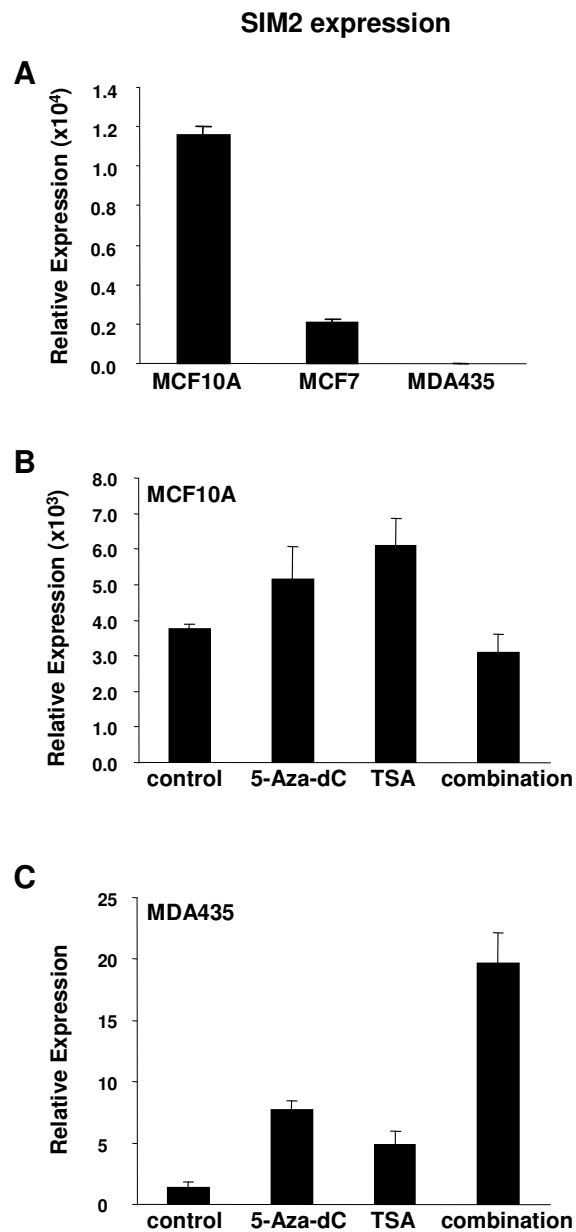 SIM2 expression
A
Relative Expression (x10⁴)
1.4
1.2
1.0
0.8
0.6
0.4
0.2
0.0
MCF10A MCF7 MDA435
B
MCF10A
Relative Expression (x10³)
8.0
7.0
6.0
5.0
4.0
3.0
2.0
1.0
0.0
control 5-Aza-dC TSA combination
C
MDA435
Relative Expression
25
20
15
10
5
0
control 5-Aza-dC TSA combination